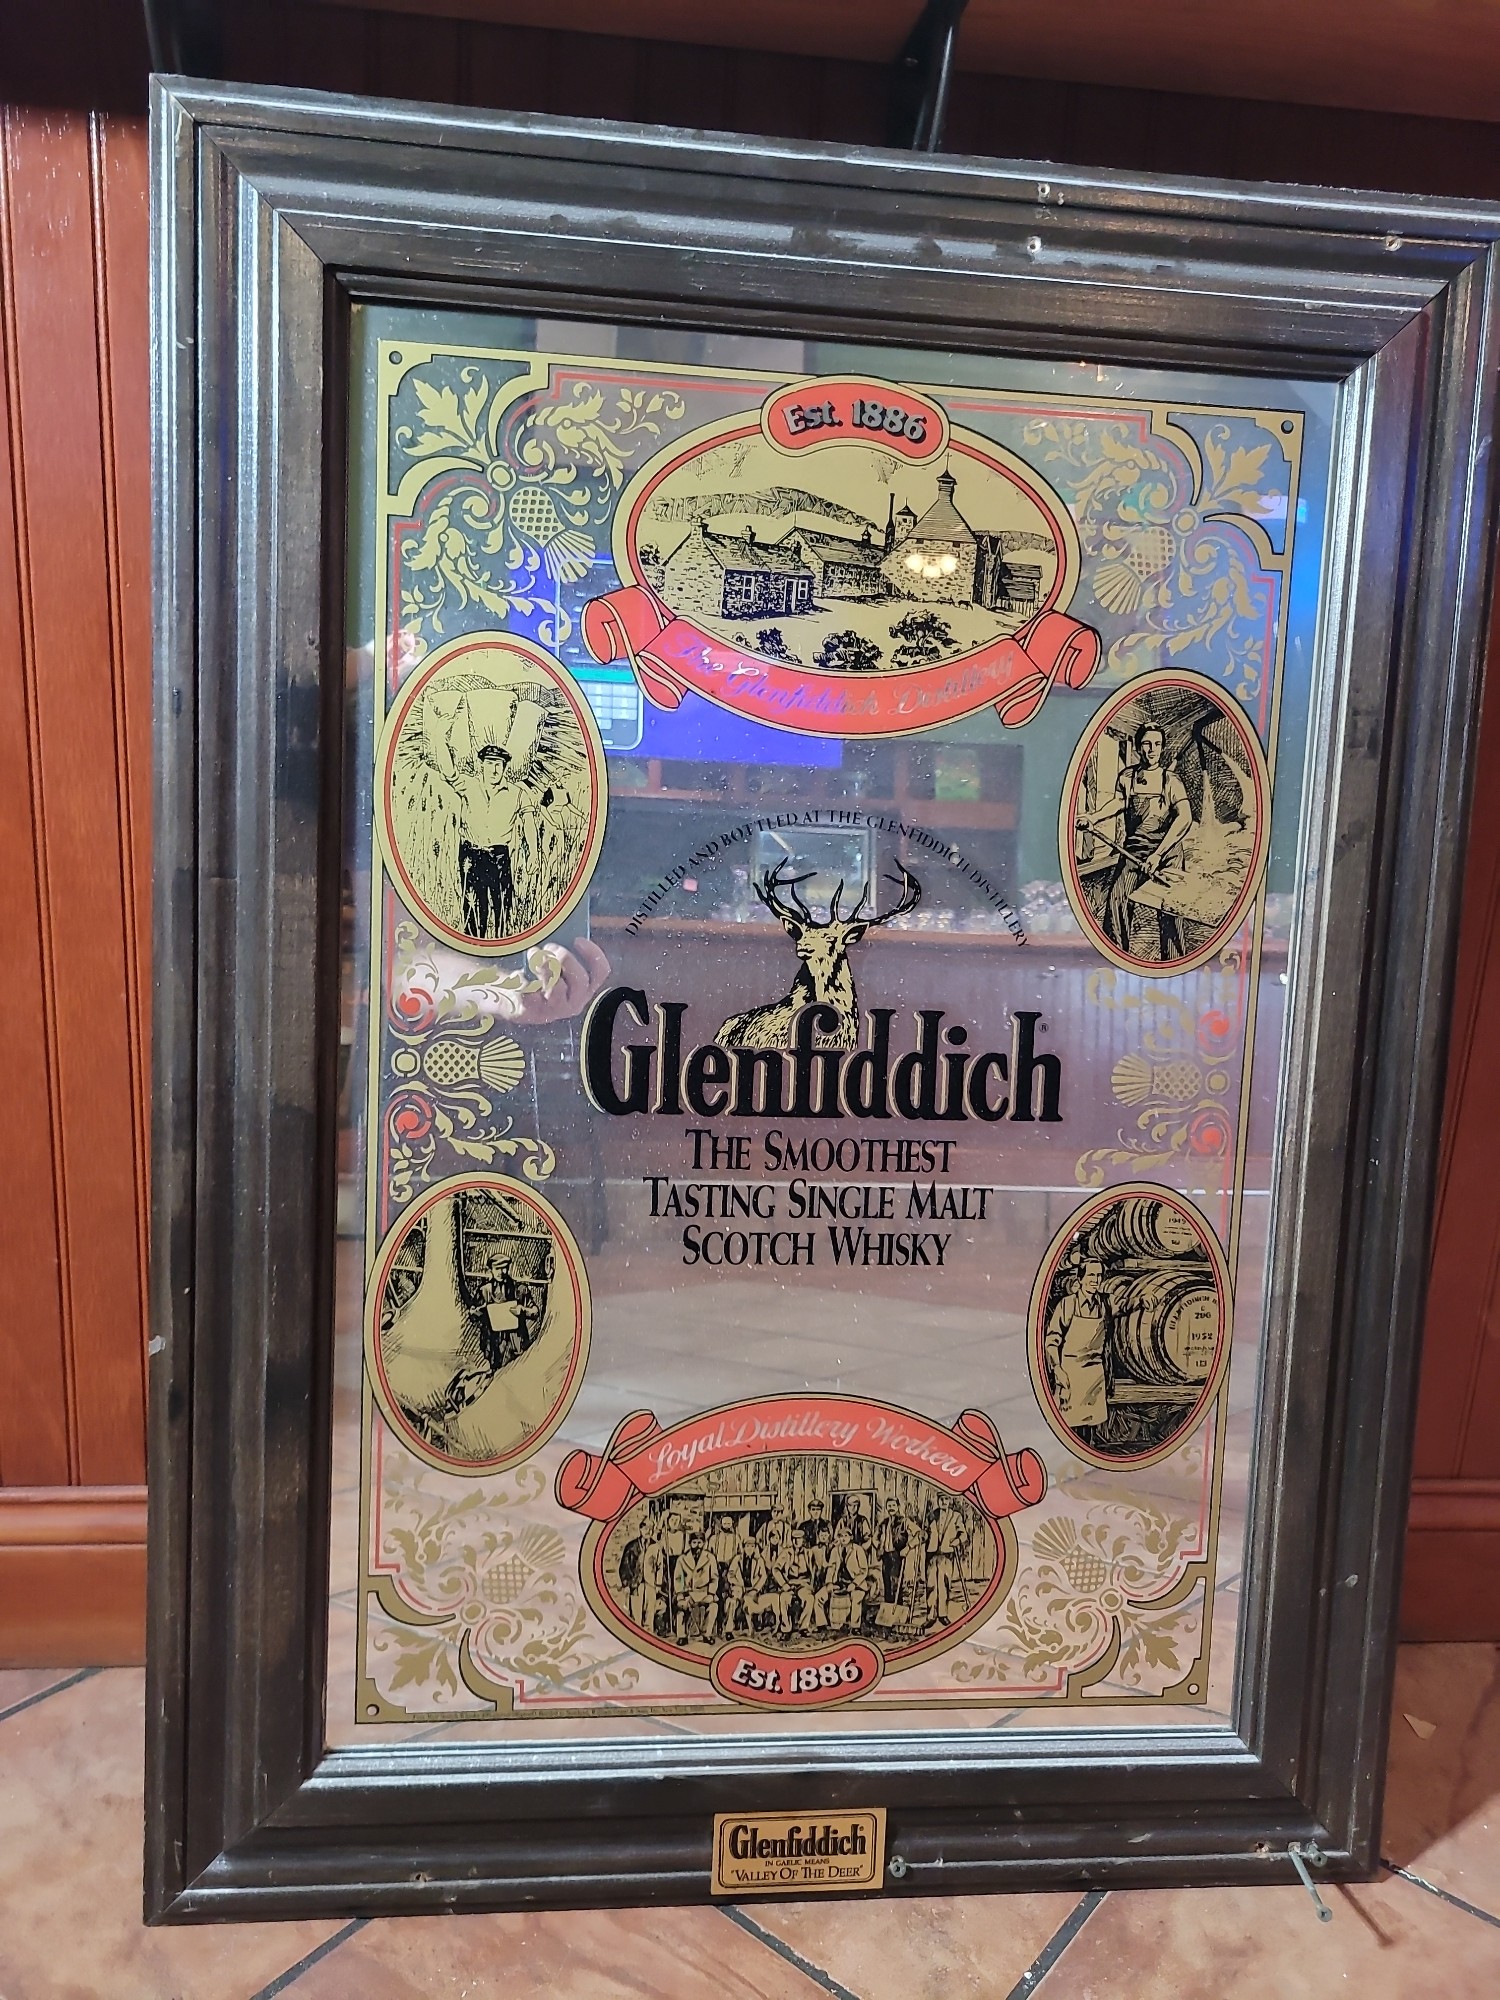 Est. 1886
The Glenfiddich Distillery
DISTILLED AND BOTTLED AT THE GLENFIDDICH DISTILLERY
Glenfiddich®
THE SMOOTHEST
TASTING SINGLE MALT
SCOTCH WHISKY
1952
Loyal Distillery Workers
Est. 1886
Glenfiddich
IN GAELIC MEANS
"VALLEY OF THE DEER"